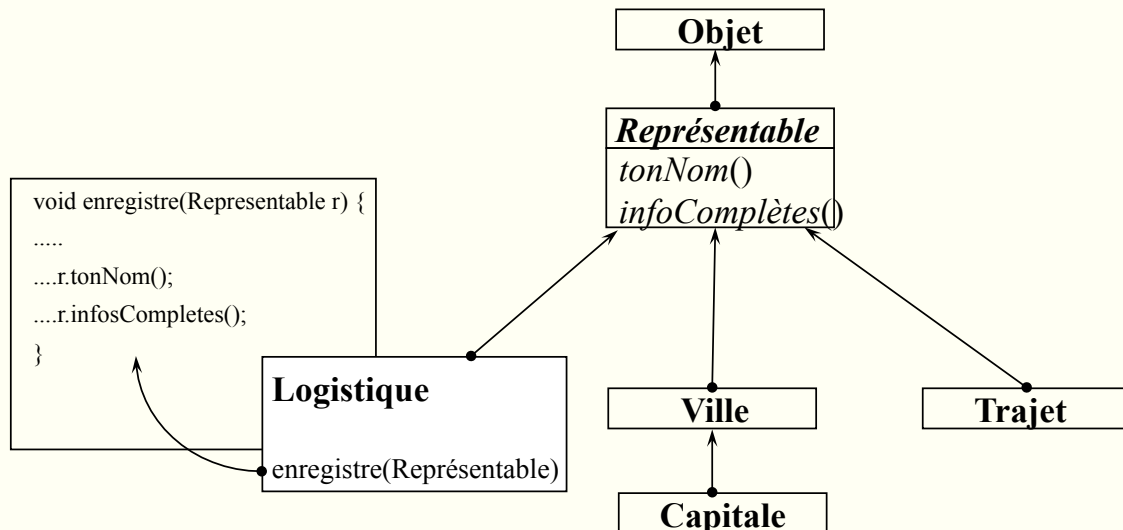 Objet
Représentable
tonNom()
infoComplètes()
void enregistre(Representable r) {
.....
....r.tonNom();
....r.infosCompletes();
}
Logistique
enregistre(Représentable)
Ville
Trajet
Capitale